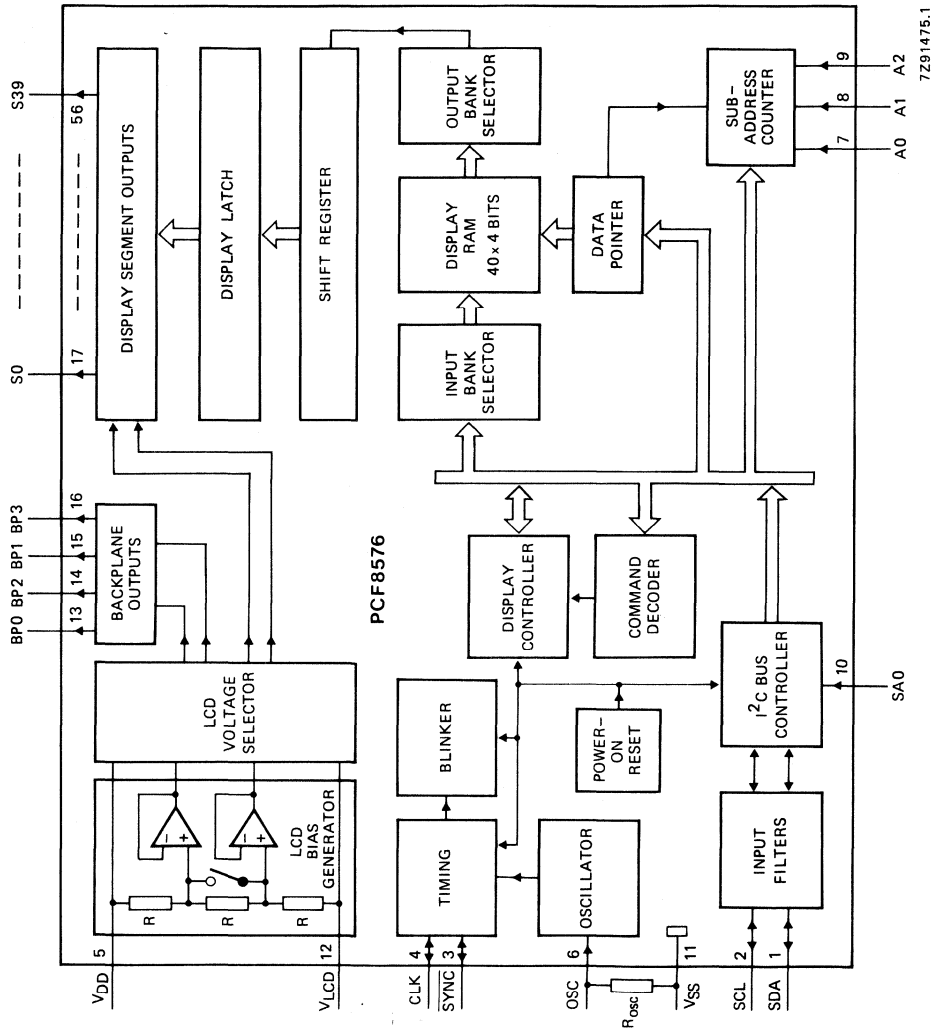 S0
S39
17
56
DISPLAY SEGMENT OUTPUTS
DISPLAY LATCH
SHIFT REGISTER
BP0
BP2
BP1
BP3
13
14
15
16
BACKPLANE
OUTPUTS
LCD
VOLTAGE
SELECTOR
LCD
BIAS
GENERATOR
-
+
-
+
R
R
R
VDD
5
VLCD
12
PCF8576
INPUT
BANK
SELECTOR
DISPLAY
RAM
40 x 4 BITS
OUTPUT
BANK
SELECTOR
DATA
POINTER
SUB-
ADDRESS
COUNTER
7
8
9
A0
A1
A2
TIMING
BLINKER
DISPLAY
CONTROLLER
COMMAND
DECODER
CLK
4
SYNC
3
OSCILLATOR
POWER-
ON
RESET
OSC
6
ROSC
VSS
11
INPUT
FILTERS
I²C BUS
CONTROLLER
SCL
2
SDA
1
10
SA0
7Z91475.1